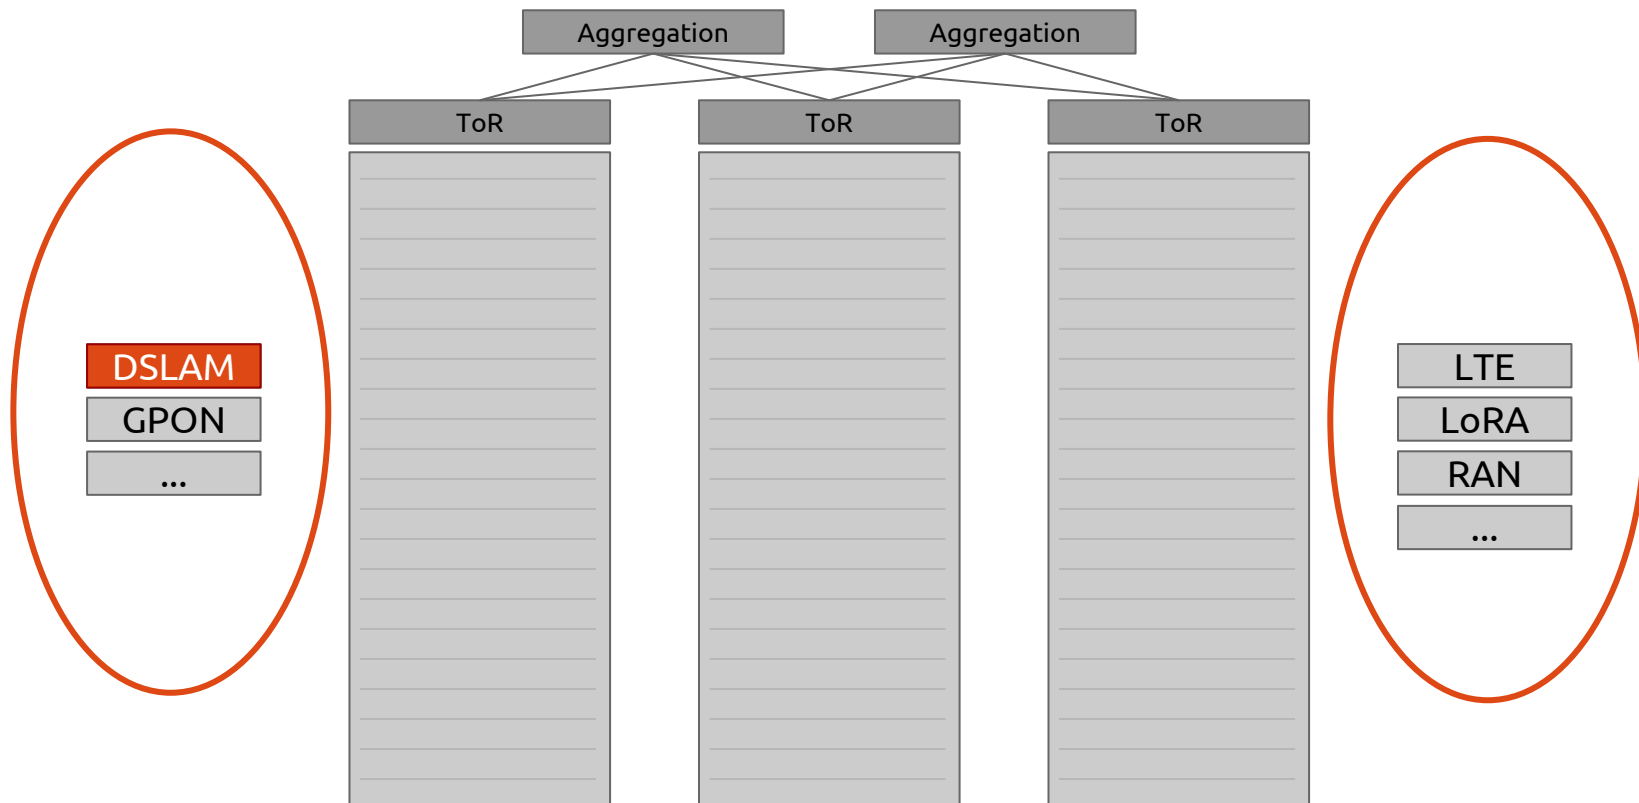 Aggregation
Aggregation
ToR
ToR
ToR
DSLAM
GPON
...
LTE
LoRA
RAN
...